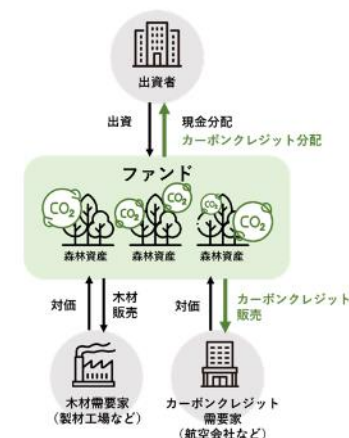 出資者
出資
現金分配
カーボンクレジット分配
ファンド
CO2
CO2
CO2
CO2
CO2
森林資産
森林資産
森林資産
対価
木材
販売
対価
カーボンクレジット
販売
木材需要家
(製材工場など)
カーボンクレジット
需要家
(航空会社など)